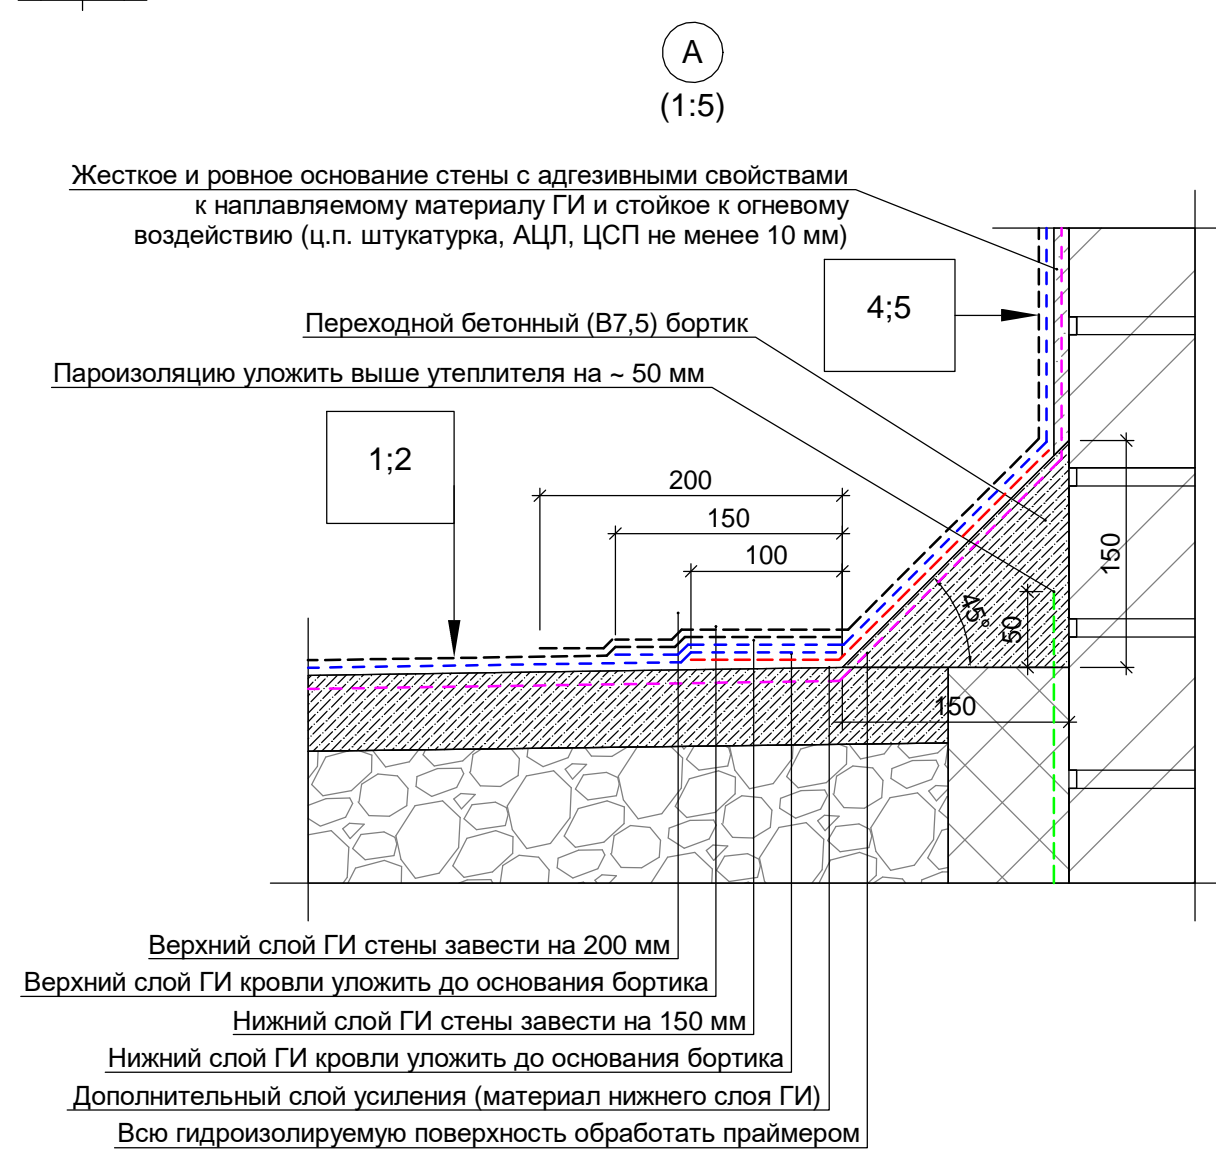 А
(1:5)
Жесткое и ровное основание стены с адгезивными свойствами
к наплавляемому материалу ГИ и стойкое к огневому
воздействию (ц.п. штукатурка, АЦЛ, ЦСП не менее 10 мм)
4;5
Переходной бетонный (В7,5) бортик
Пароизоляцию уложить выше утеплителя на ~ 50 мм
1;2
200
150
100
150
45°
50
150
Верхний слой ГИ стены завести на 200 мм
Верхний слой ГИ кровли уложить до основания бортика
Нижний слой ГИ стены завести на 150 мм
Нижний слой ГИ кровли уложить до основания бортика
Дополнительный слой усиления (материал нижнего слоя ГИ)
Всю гидроизолируемую поверхность обработать праймером